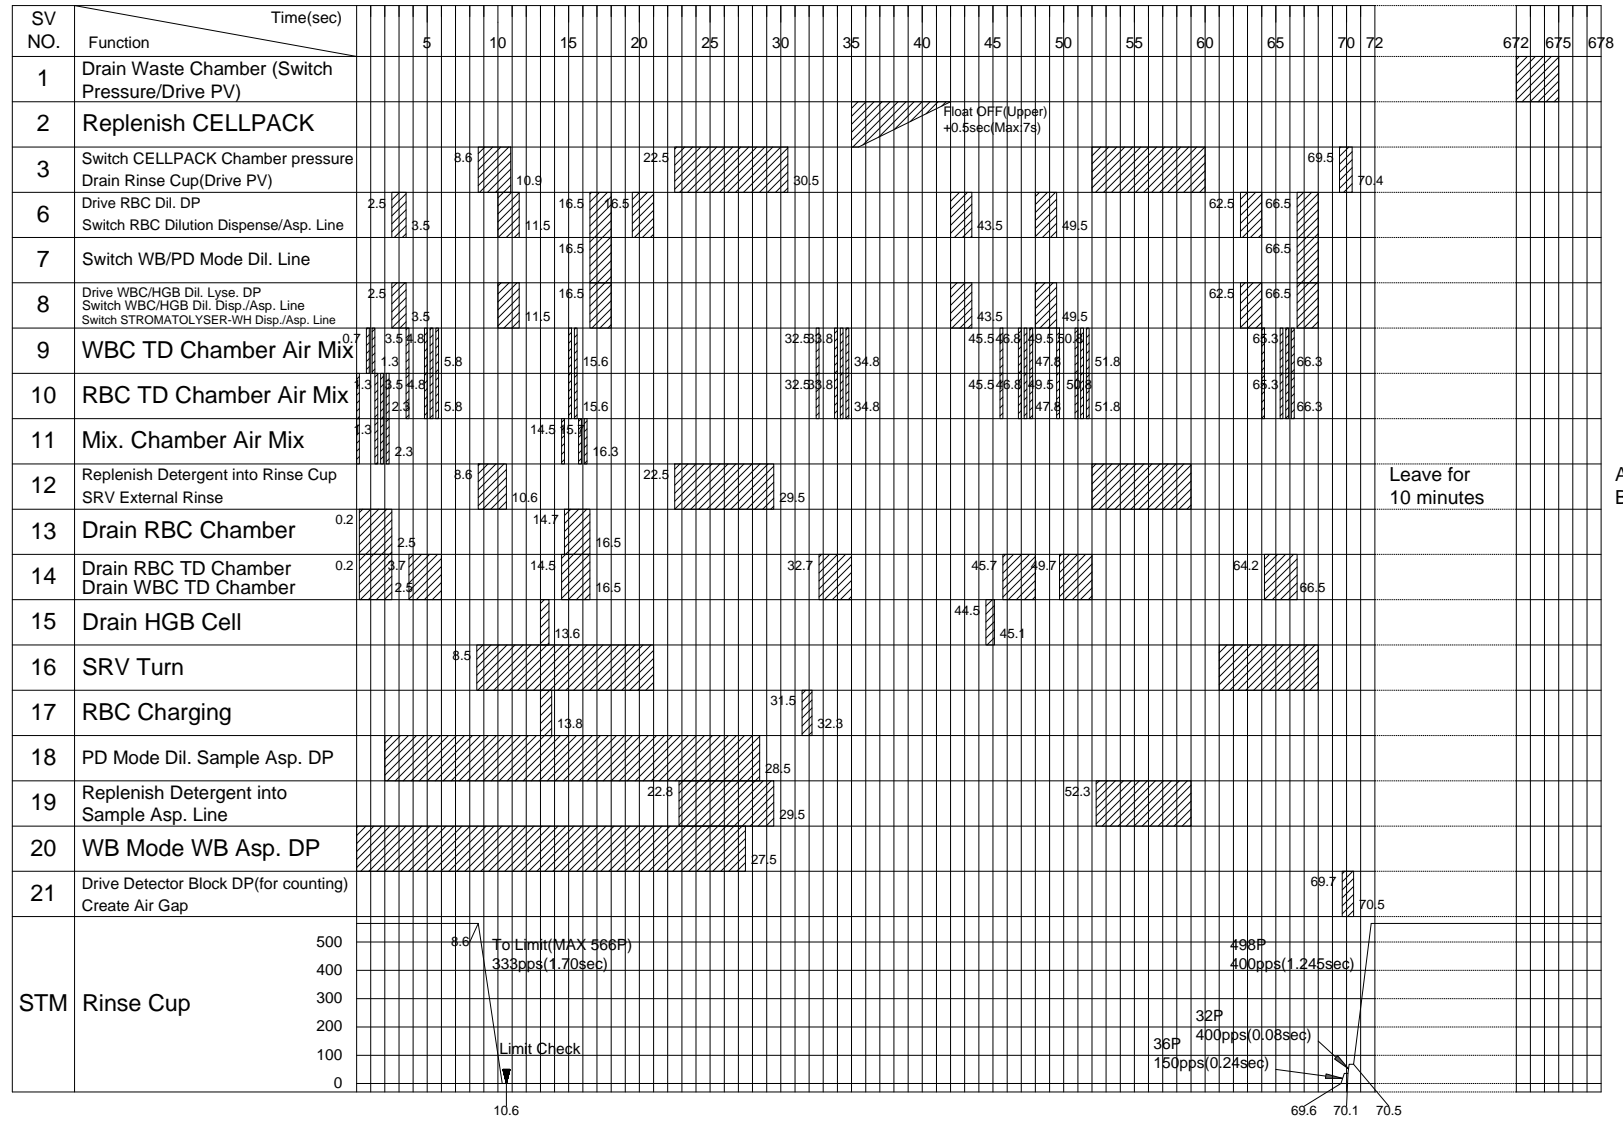 SV
NO.
Time(sec)
Function
5 10 15 20 25 30 35 40 45 50 55 60 65 70 72 672 675 678
1 Drain Waste Chamber (Switch
Pressure/Drive PV)
2 Replenish CELLPACK
Float OFF(Upper)
+0.5sec(Max:7s)
3 Switch CELLPACK Chamber pressure
Drain Rinse Cup(Drive PV)
8.6 22.5 69.5
10.9 30.5 70.4
6 Drive RBC Dil. DP
Switch RBC Dilution Dispense/Asp. Line
2.5 16.5 16.5 62.5 66.5
3.5 11.5 43.5 49.5
7 Switch WB/PD Mode Dil. Line
16.5 66.5
8 Drive WBC/HGB Dil. Lyse. DP
Switch WBC/HGB Dil. Disp./Asp. Line
Switch STROMATOLYSER-WH Disp./Asp. Line
2.5 16.5 62.5 66.5
3.5 11.5 43.5 49.5
9 WBC TD Chamber Air Mix
0.7 3.5 4.8 32.5 33.8 45.5 46.8 49.5 50.8 65.3
1.3 5.8 15.6 34.8 47.8 51.8 66.3
10 RBC TD Chamber Air Mix
1.3 3.5 4.8 32.5 33.8 45.5 46.8 49.5 50.8 65.3
2.3 5.8 15.6 34.8 47.8 51.8 66.3
11 Mix. Chamber Air Mix
1.3 14.5 15.7
2.3 16.3
12 Replenish Detergent into Rinse Cup
SRV External Rinse
8.6 22.5
10.6 29.5
Leave for
10 minutes
A
E
13 Drain RBC Chamber
0.2 14.7
2.5 16.5
14 Drain RBC TD Chamber
Drain WBC TD Chamber
0.2 3.7 14.5 32.7 45.7 49.7 64.2
2.5 16.5 66.5
15 Drain HGB Cell
44.5
13.6 45.1
16 SRV Turn
8.5
17 RBC Charging
31.5
13.8 32.3
18 PD Mode Dil. Sample Asp. DP
28.5
19 Replenish Detergent into
Sample Asp. Line
22.8 52.3
29.5
20 WB Mode WB Asp. DP
27.5
21 Drive Detector Block DP(for counting)
Create Air Gap
69.7
70.5
STM Rinse Cup
500
400
300
200
100
0
8.6
To Limit(MAX 566P)
333pps(1.70sec)
Limit Check
10.6
498P
400pps(1.245sec)
32P
400pps(0.08sec)
36P
150pps(0.24sec)
69.6 70.1 70.5